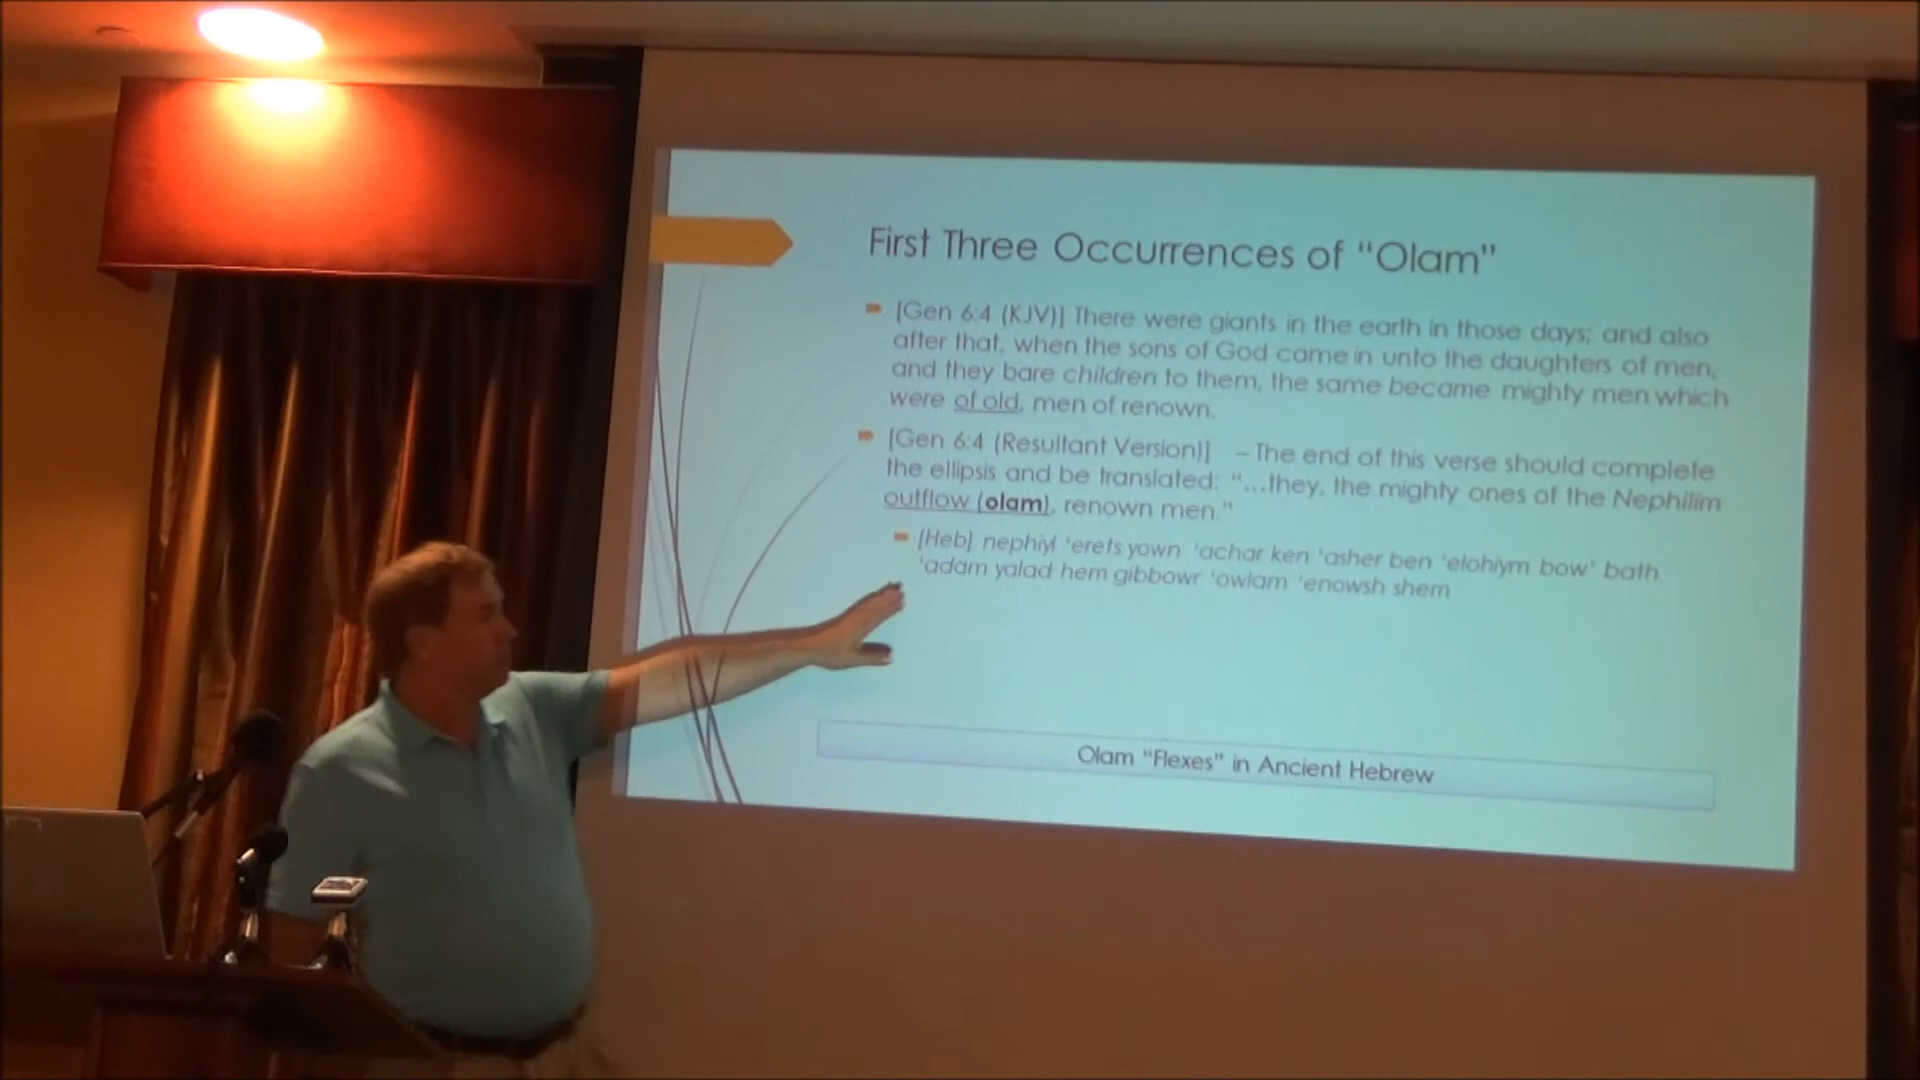 First Three Occurrences of “Olam”
[Gen 6:4 (KJV)] There were giants in the earth in those days; and also
after that, when the sons of God came in unto the daughters of men,
and they bare children to them, the same became mighty men which
were of old, men of renown.
[Gen 6:4 (Resultant Version)] – The end of this verse should complete
the ellipsis and be translated: “...they, the mighty ones of the Nephilim
outflow (olam), renown men.”
[Heb] nephiyl ‘erets yown ‘achar ken ‘asher ben ‘elohiym bow’ bath
‘adam yalad hem gibbowr ‘owlam ‘enowsh shem
Olam “Flexes” in Ancient Hebrew